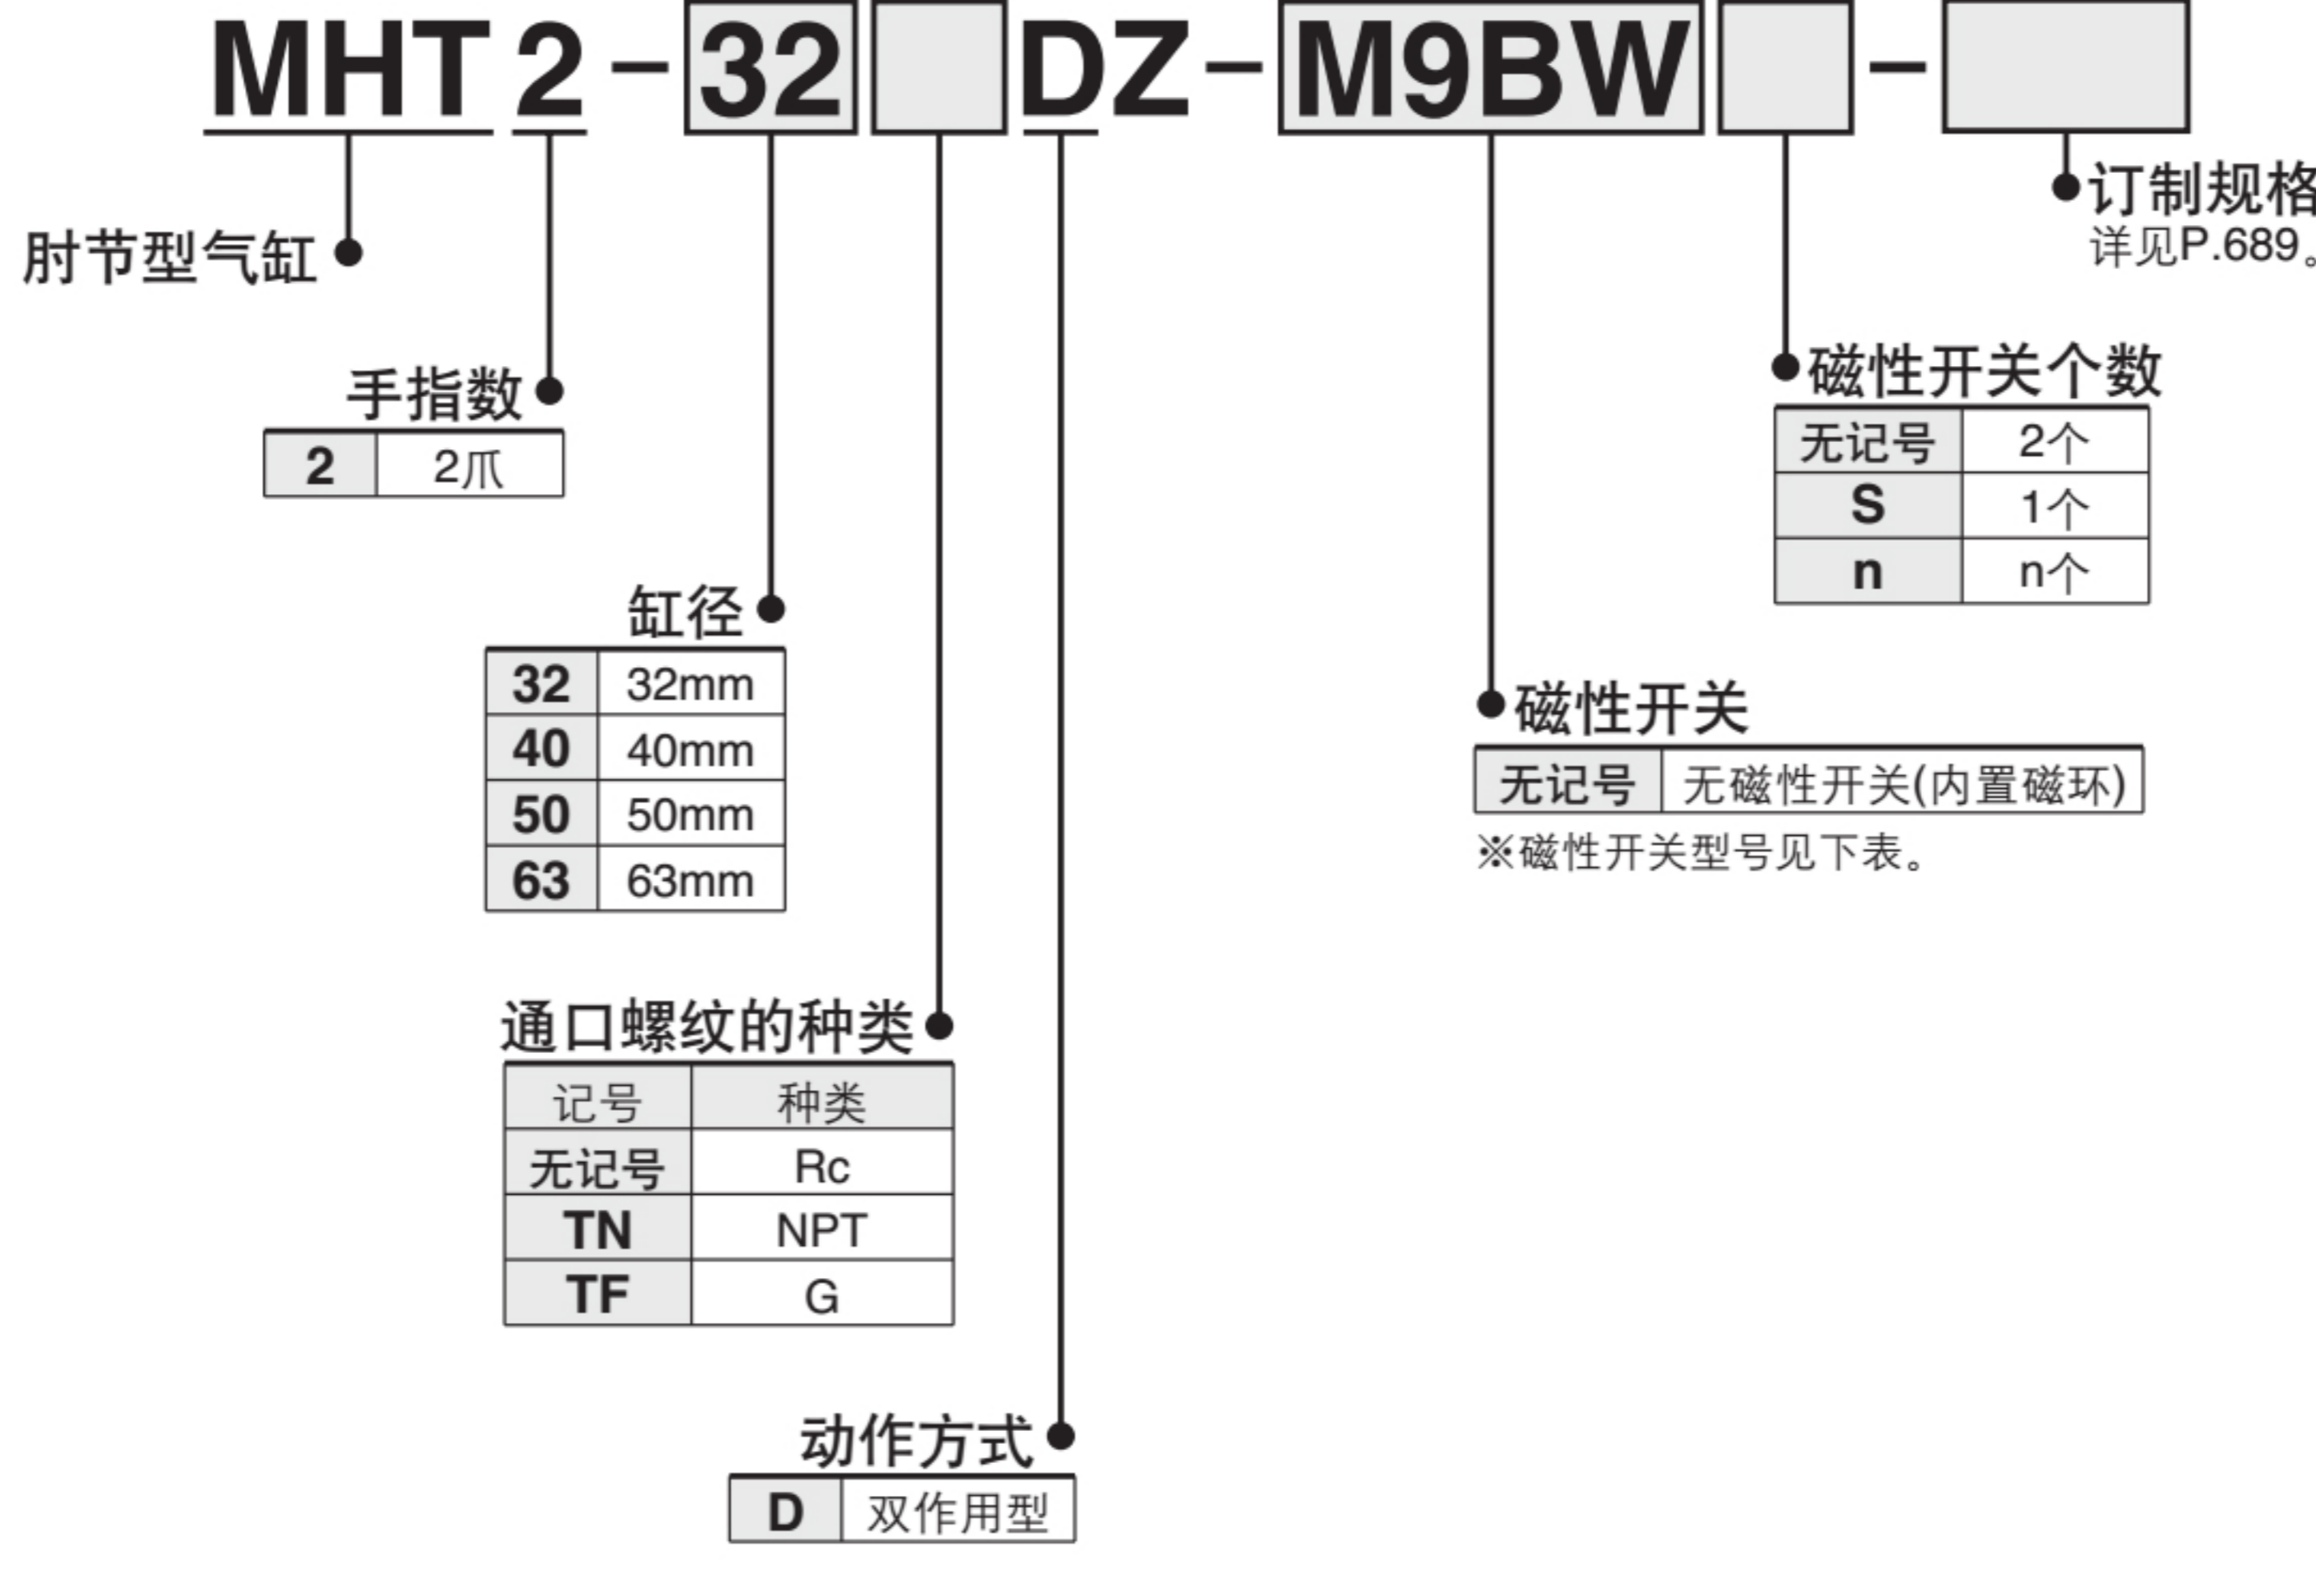 MHT2-32 DZ-M9BW -
肘节型气缸
手指数
2 2爪
缸径
32 32mm
40 40mm
50 50mm
63 63mm
通口螺纹的种类
记号 种类
无记号 Rc
TN NPT
TF G
动作方式
D 双作用型
磁性开关
无记号 无磁性开关(内置磁环)
※磁性开关型号见下表。
磁性开关个数
无记号 2个
S 1个
n n个
订制规格
详见P.689。